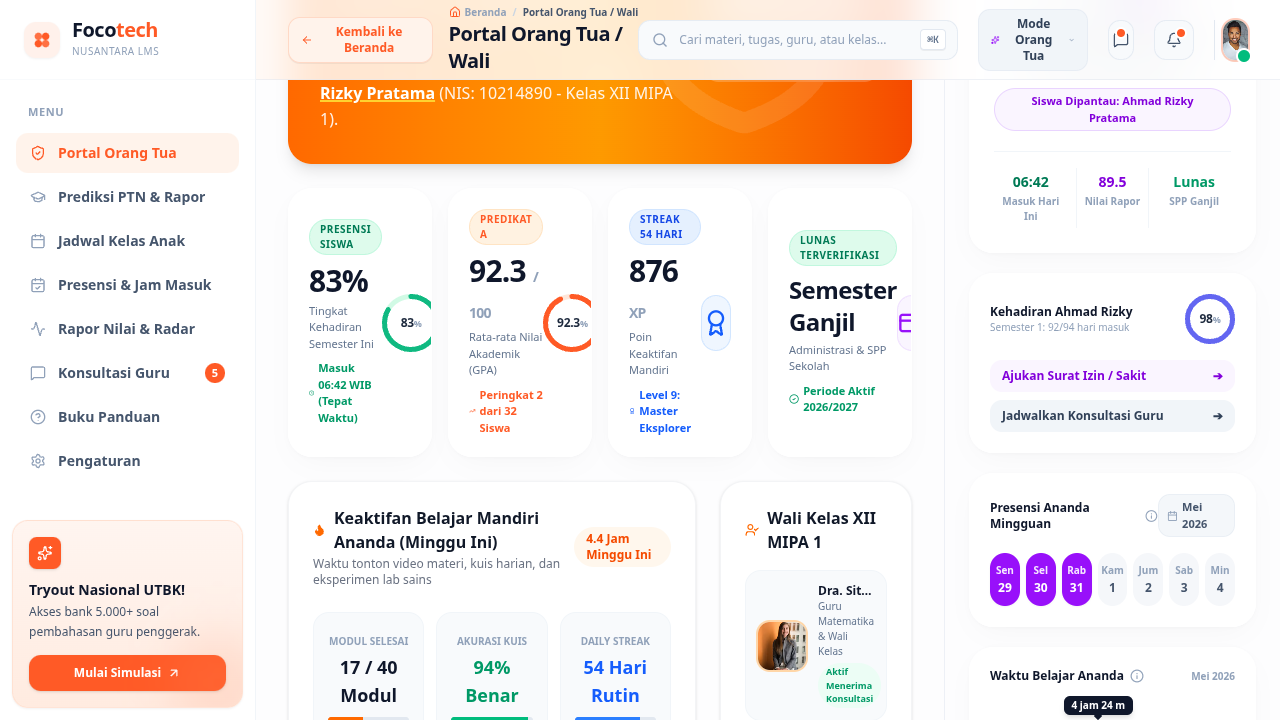 Focotech
NUSANTARA LMS
MENU
Portal Orang Tua
Prediksi PTN & Rapor
Jadwal Kelas Anak
Presensi & Jam Masuk
Rapor Nilai & Radar
Konsultasi Guru
5
Buku Panduan
Pengaturan
Tryout Nasional UTBK!
Akses bank 5.000+ soal
pembahasan guru penggerak.
Mulai Simulasi
Kembali ke
Beranda
Beranda / Portal Orang Tua / Wali
Portal Orang Tua /
Wali
Cari materi, tugas, guru, atau kelas...
⌘K
Mode
Orang
Tua
Rizky Pratama (NIS: 10214890 - Kelas XII MIPA
1).
PRESENSI
SISWA
83%
Tingkat
Kehadiran
Semester Ini
83%
Masuk
06:42 WIB
(Tepat
Waktu)
PREDIKAT
A
92.3 /
100
Rata-rata Nilai
Akademik
(GPA)
92.3%
Peringkat 2
dari 32
Siswa
STREAK
54 HARI
876
XP
Poin
Keaktifan
Mandiri
Level 9:
Master
Eksplorer
LUNAS
TERVERIFIKASI
Semester
Ganjil
Administrasi & SPP
Sekolah
Periode Aktif
2026/2027
Keaktifan Belajar Mandiri
Ananda (Minggu Ini)
Waktu tonton video materi, kuis harian, dan
eksperimen lab sains
4.4 Jam
Minggu Ini
MODUL SELESAI
17 / 40
Modul
AKURASI KUIS
94%
Benar
DAILY STREAK
54 Hari
Rutin
Wali Kelas XII
MIPA 1
Dra. Sit...
Guru
Matematika
& Wali
Kelas
Aktif
Menerima
Konsultasi
Siswa Dipantau: Ahmad Rizky
Pratama
06:42
Masuk Hari
Ini
89.5
Nilai Rapor
Lunas
SPP Ganjil
Kehadiran Ahmad Rizky
Semester 1: 92/94 hari masuk
98%
Ajukan Surat Izin / Sakit ➔
Jadwalkan Konsultasi Guru ➔
Presensi Ananda
Mingguan
Mei
2026
Sen Sel Rab Kam Jum Sab Min
29 30 31 1 2 3 4
Waktu Belajar Ananda
Mei 2026
4 jam 24 m